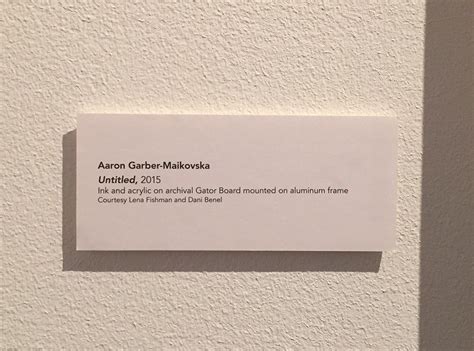 Aaron Garber-Maikovska
Untitled, 2015
Ink and acrylic on archival Gator Board mounted on aluminum frame
Courtesy Lena Fishman and Dani Benel